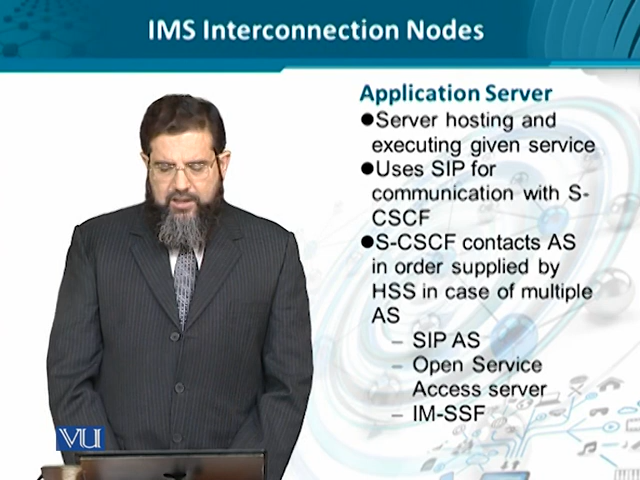 IMS Interconnection Nodes
Application Server
●Server hosting and
executing given service
●Uses SIP for
communication with S-
CSCF
●S-CSCF contacts AS
in order supplied by
HSS in case of multiple
AS
– SIP AS
– Open Service
Access server
– IM-SSF
VU